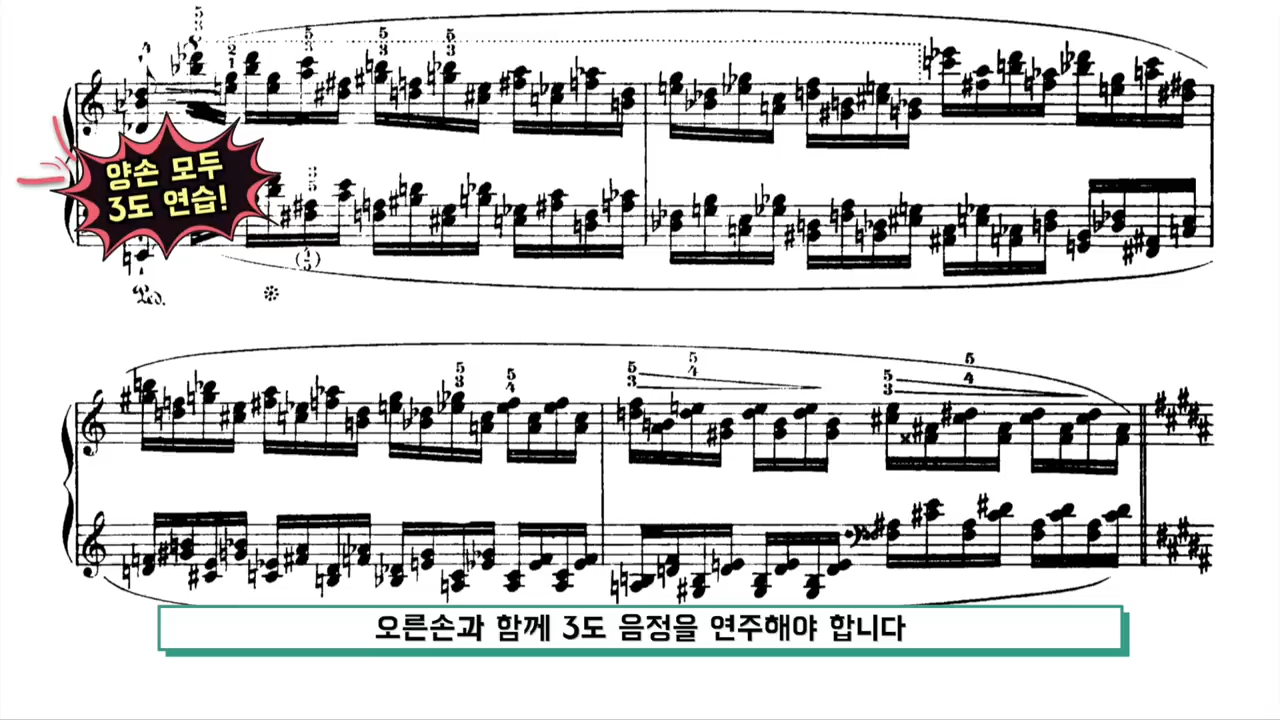 양손 모두
3도 연습!
오른손과 함께 3도 음정을 연주해야 합니다